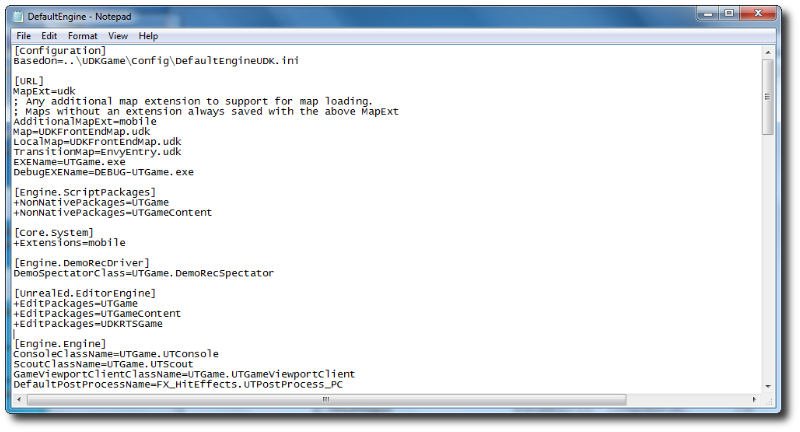 DefaultEngine - Notepad
File Edit Format View Help
[Configuration]
BasedOn=..\UDKGame\Config\DefaultEngineUDK.ini
[URL]
MapExt=udk
; Any additional map extension to support for map loading.
; Maps without an extension always saved with the above MapExt
AdditionalMapExt=mobile
Map=UDKFrontEndMap.udk
LocalMap=UDKFrontEndMap.udk
TransitionMap=EnvyEntry.udk
EXEName=UTGame.exe
DebugEXEName=DEBUG-UTGame.exe
[Engine.ScriptPackages]
+NonNativePackages=UTGame
+NonNativePackages=UTGameContent
[Core.System]
+Extensions=mobile
[Engine.DemoRecDriver]
DemoSpectatorClass=UTGame.DemoRecSpectator
[UnrealEd.EditorEngine]
+EditPackages=UTGame
+EditPackages=UTGameContent
+EditPackages=UDKRTSGame
[Engine.Engine]
ConsoleClassName=UTGame.UTConsole
ScoutClassName=UTGame.UTScout
GameViewportClientClassName=UTGame.UTGameViewportClient
DefaultPostProcessName=FX_HitEffects.UTPostProcess_PC